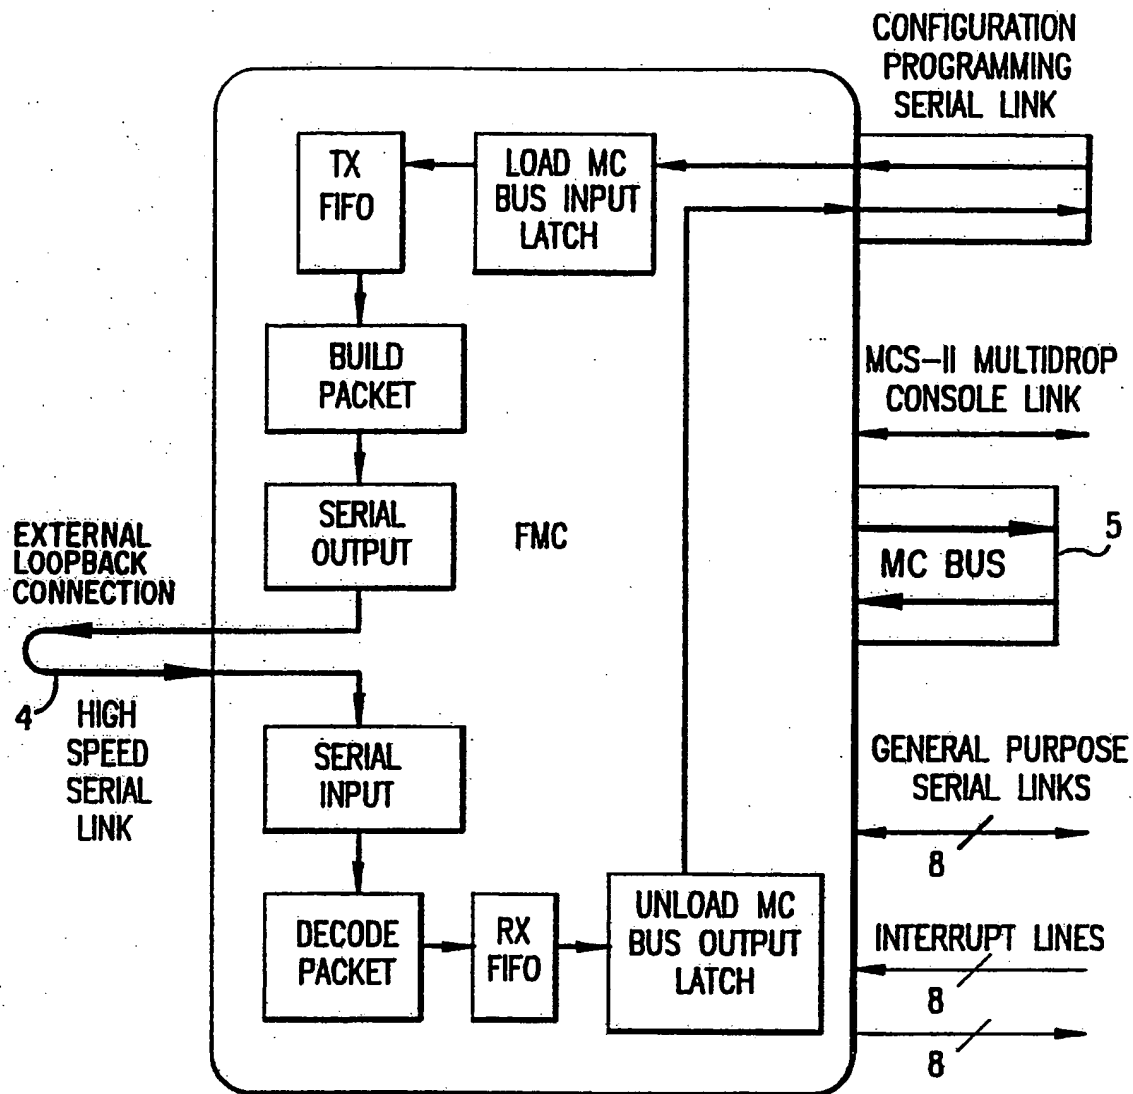 CONFIGURATION
PROGRAMMING
SERIAL LINK
TX
FIFO
LOAD MC
BUS INPUT
LATCH
BUILD
PACKET
MCS-II MULTIDROP
CONSOLE LINK
SERIAL
OUTPUT
FMC
EXTERNAL
LOOPBACK
CONNECTION
MC BUS
5
4
HIGH
SPEED
SERIAL
LINK
SERIAL
INPUT
GENERAL PURPOSE
SERIAL LINKS
8
DECODE
PACKET
RX
FIFO
UNLOAD MC
BUS OUTPUT
LATCH
INTERRUPT LINES
8
8